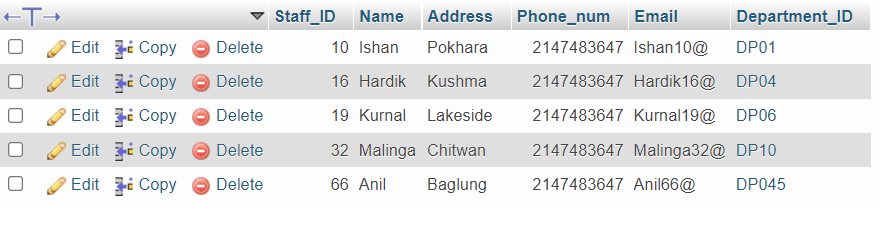 Staff_ID Name Address Phone_num Email Department_ID
Edit Copy Delete 10 Ishan Pokhara 2147483647 Ishan10@ DP01
Edit Copy Delete 16 Hardik Kushma 2147483647 Hardik16@ DP04
Edit Copy Delete 19 Kurnal Lakeside 2147483647 Kurnal19@ DP06
Edit Copy Delete 32 Malinga Chitwan 2147483647 Malinga32@ DP10
Edit Copy Delete 66 Anil Baglung 2147483647 Anil66@ DP045